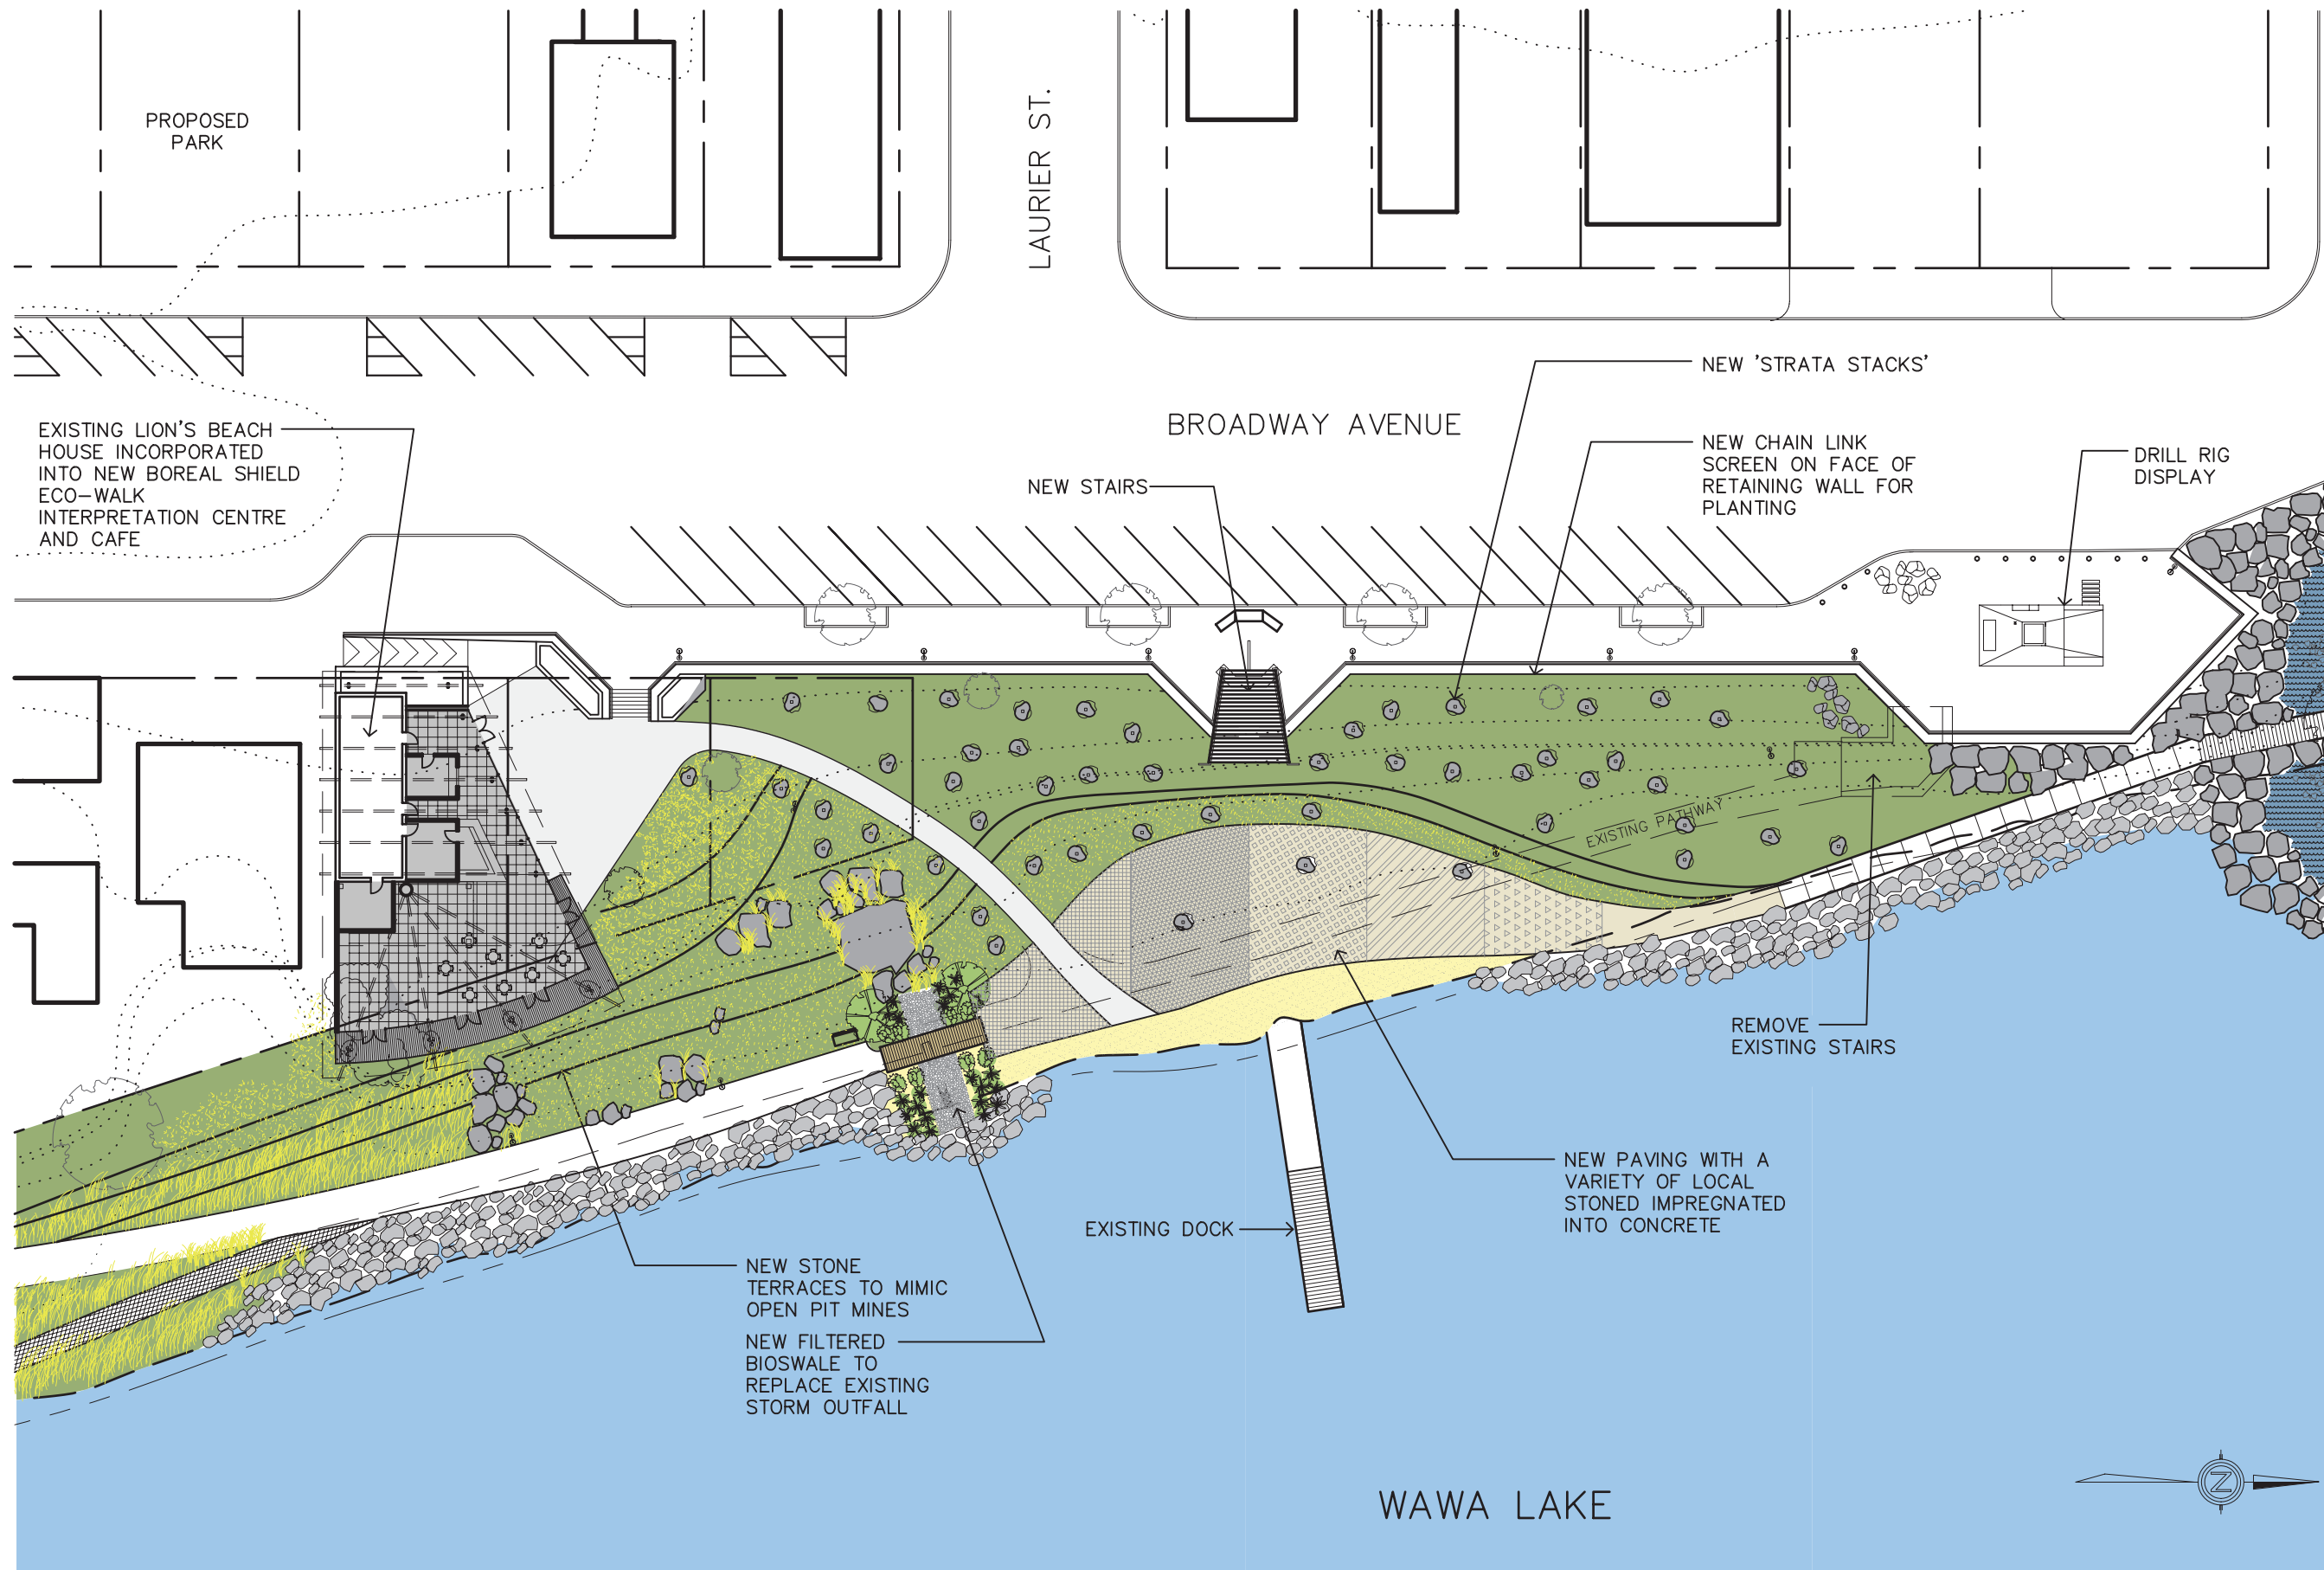 PROPOSED
PARK
LAURIER ST.
BROADWAY AVENUE
NEW 'STRATA STACKS'
EXISTING LION'S BEACH
HOUSE INCORPORATED
INTO NEW BOREAL SHIELD
ECO-WALK
INTERPRETATION CENTRE
AND CAFE
NEW STAIRS
NEW CHAIN LINK
SCREEN ON FACE OF
RETAINING WALL FOR
PLANTING
DRILL RIG
DISPLAY
EXISTING PATHWAY
REMOVE
EXISTING STAIRS
NEW PAVING WITH A
VARIETY OF LOCAL
STONED IMPREGNATED
INTO CONCRETE
EXISTING DOCK
NEW STONE
TERRACES TO MIMIC
OPEN PIT MINES
NEW FILTERED
BIOSWALE TO
REPLACE EXISTING
STORM OUTFALL
WAWA LAKE
N